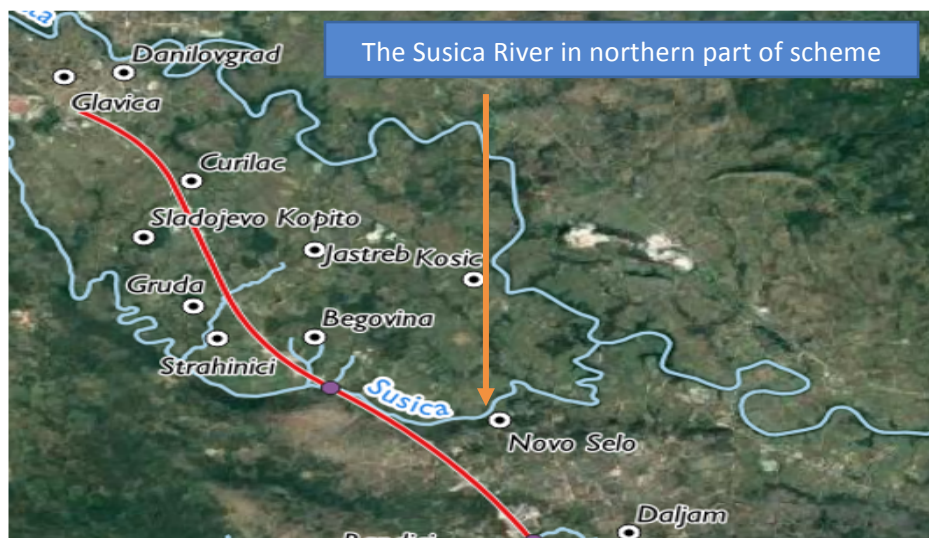 The Susica River in northern part of scheme
Danilovgrad
Glavica
Curilac
Sladojevo Kopito
Jastreb
Kosic
Gruda
Begovina
Strahinici
Susica
Novo Selo
Daljam